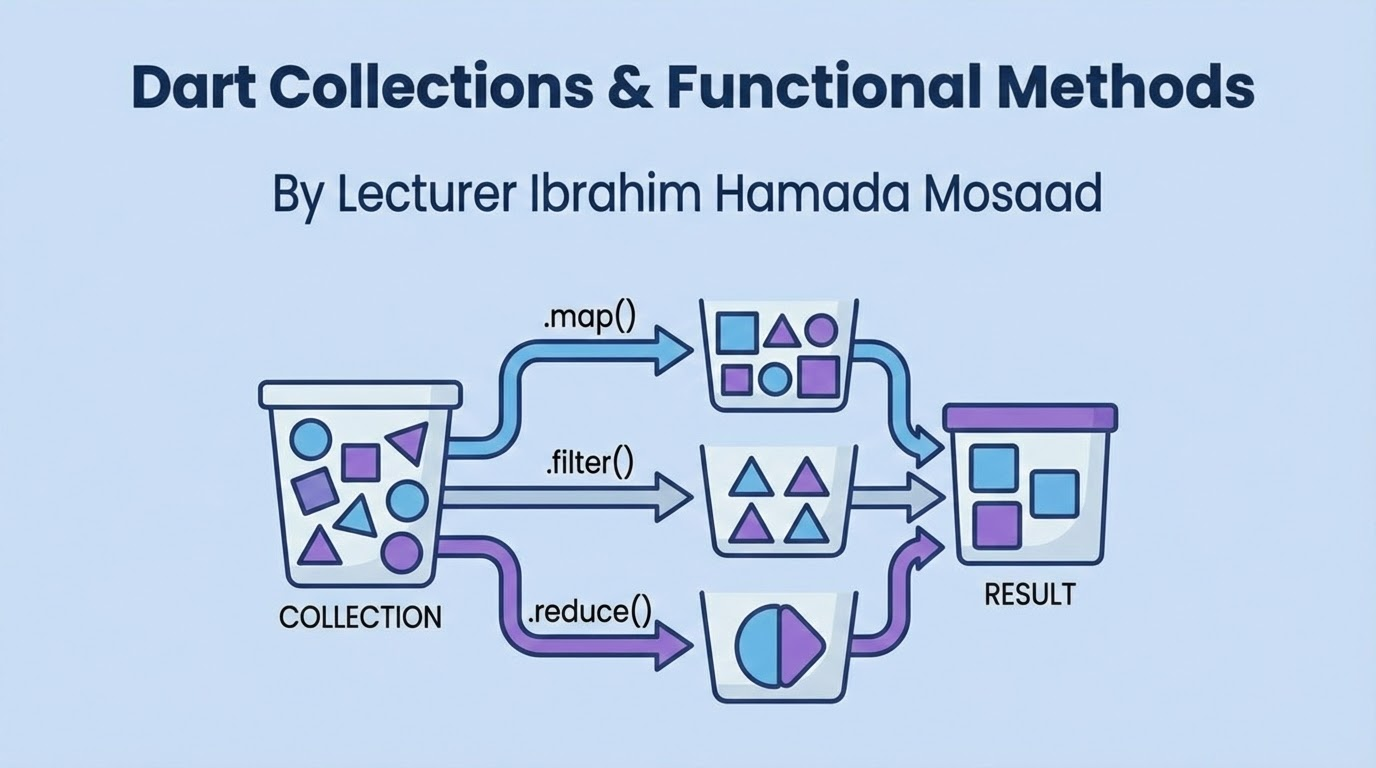 Dart Collections & Functional Methods
By Lecturer Ibrahim Hamada Mosaad
.map()
.filter()
.reduce()
COLLECTION
RESULT